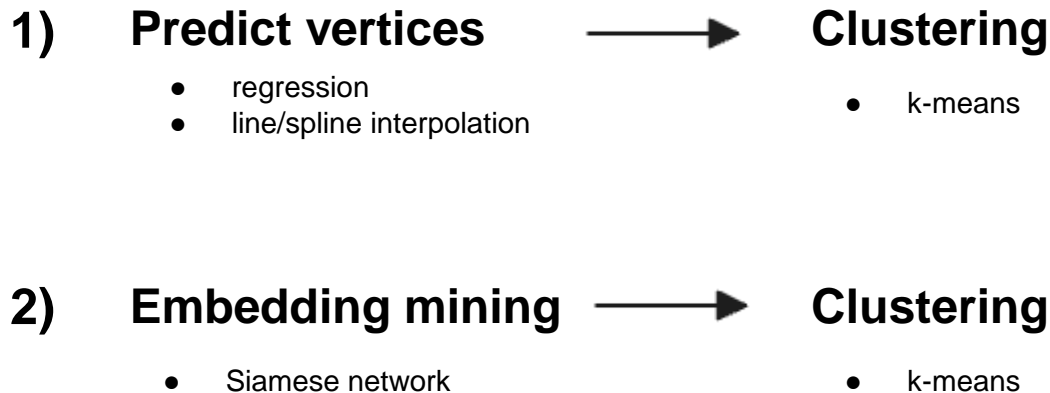 1) Predict vertices Clustering
● regression
● line/spline interpolation
● k-means
2) Embedding mining Clustering
● Siamese network ● k-means